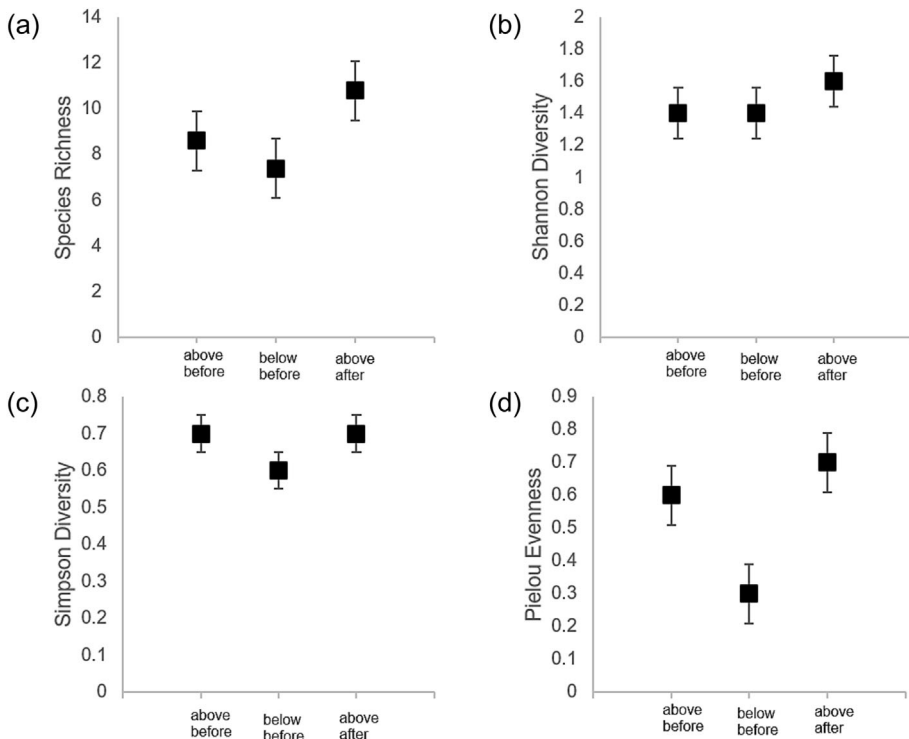 (a)
Species Richness
14
12
10
8
6
4
2
0
above
before
below
before
above
after
(b)
Shannon Diversity
2
1.8
1.6
1.4
1.2
1
0.8
0.6
0.4
0.2
0
above
before
below
before
above
after
(c)
Simpson Diversity
0.8
0.7
0.6
0.5
0.4
0.3
0.2
0.1
0
above
before
below
before
above
after
(d)
Pielou Evenness
0.9
0.8
0.7
0.6
0.5
0.4
0.3
0.2
0.1
0
above
before
below
before
above
after